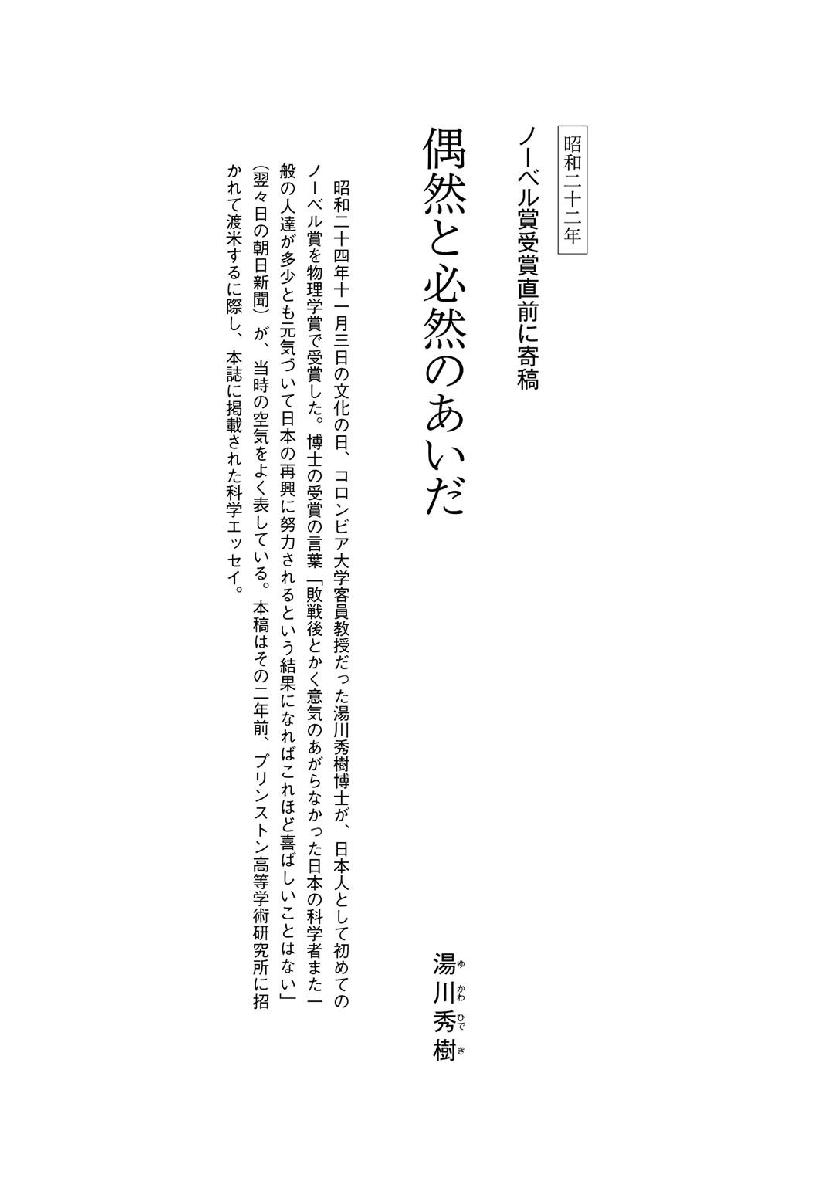 昭和二十二年
ノーベル賞受賞直前に寄稿
偶然と必然のあいだ
湯川秀樹
ゆかわひでき
昭和二十四年十一月三日の文化の日、コロンビア大学客員教授だった湯川秀樹博士が、日本人として初めての
ノーベル賞を物理学賞で受賞した。博士の受賞の言葉「敗戦後とかく意気のあがらなかった日本の科学者また一
般の人達が多少とも元気づいて日本の再興に努力されるという結果になればこれほど喜ばしいことはない」
（翌々日の朝日新聞）が、当時の空気をよく表している。本稿はその二年前、プリンストン高等学術研究所に招
かれて渡米するに際し、本誌に掲載された科学エッセイ。